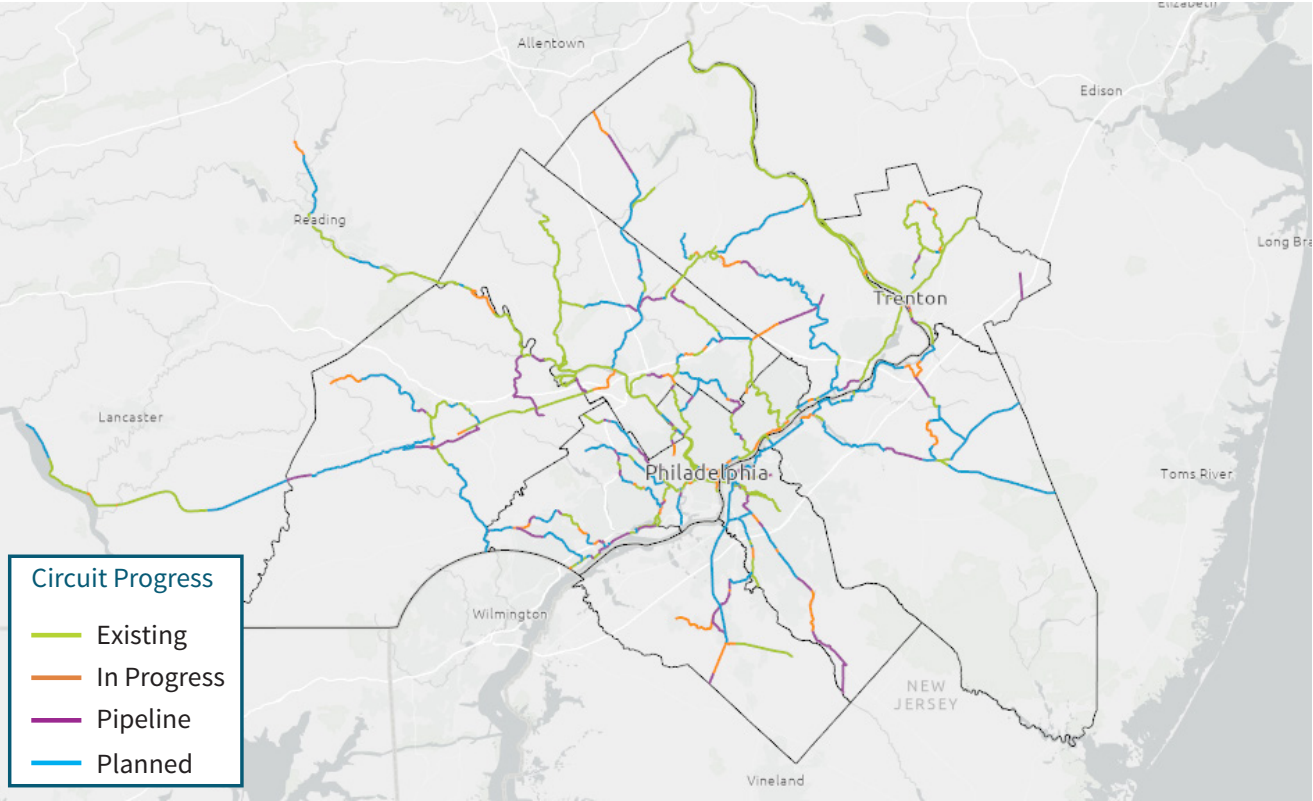 Elizabeth
Allentown
Edison
Reading
Long Bra
Trenton
Lancaster
Philadelphia
Toms River
Circuit Progress
Existing
In Progress
Pipeline
Planned
Wilmington
NEW
JERSEY
Vineland